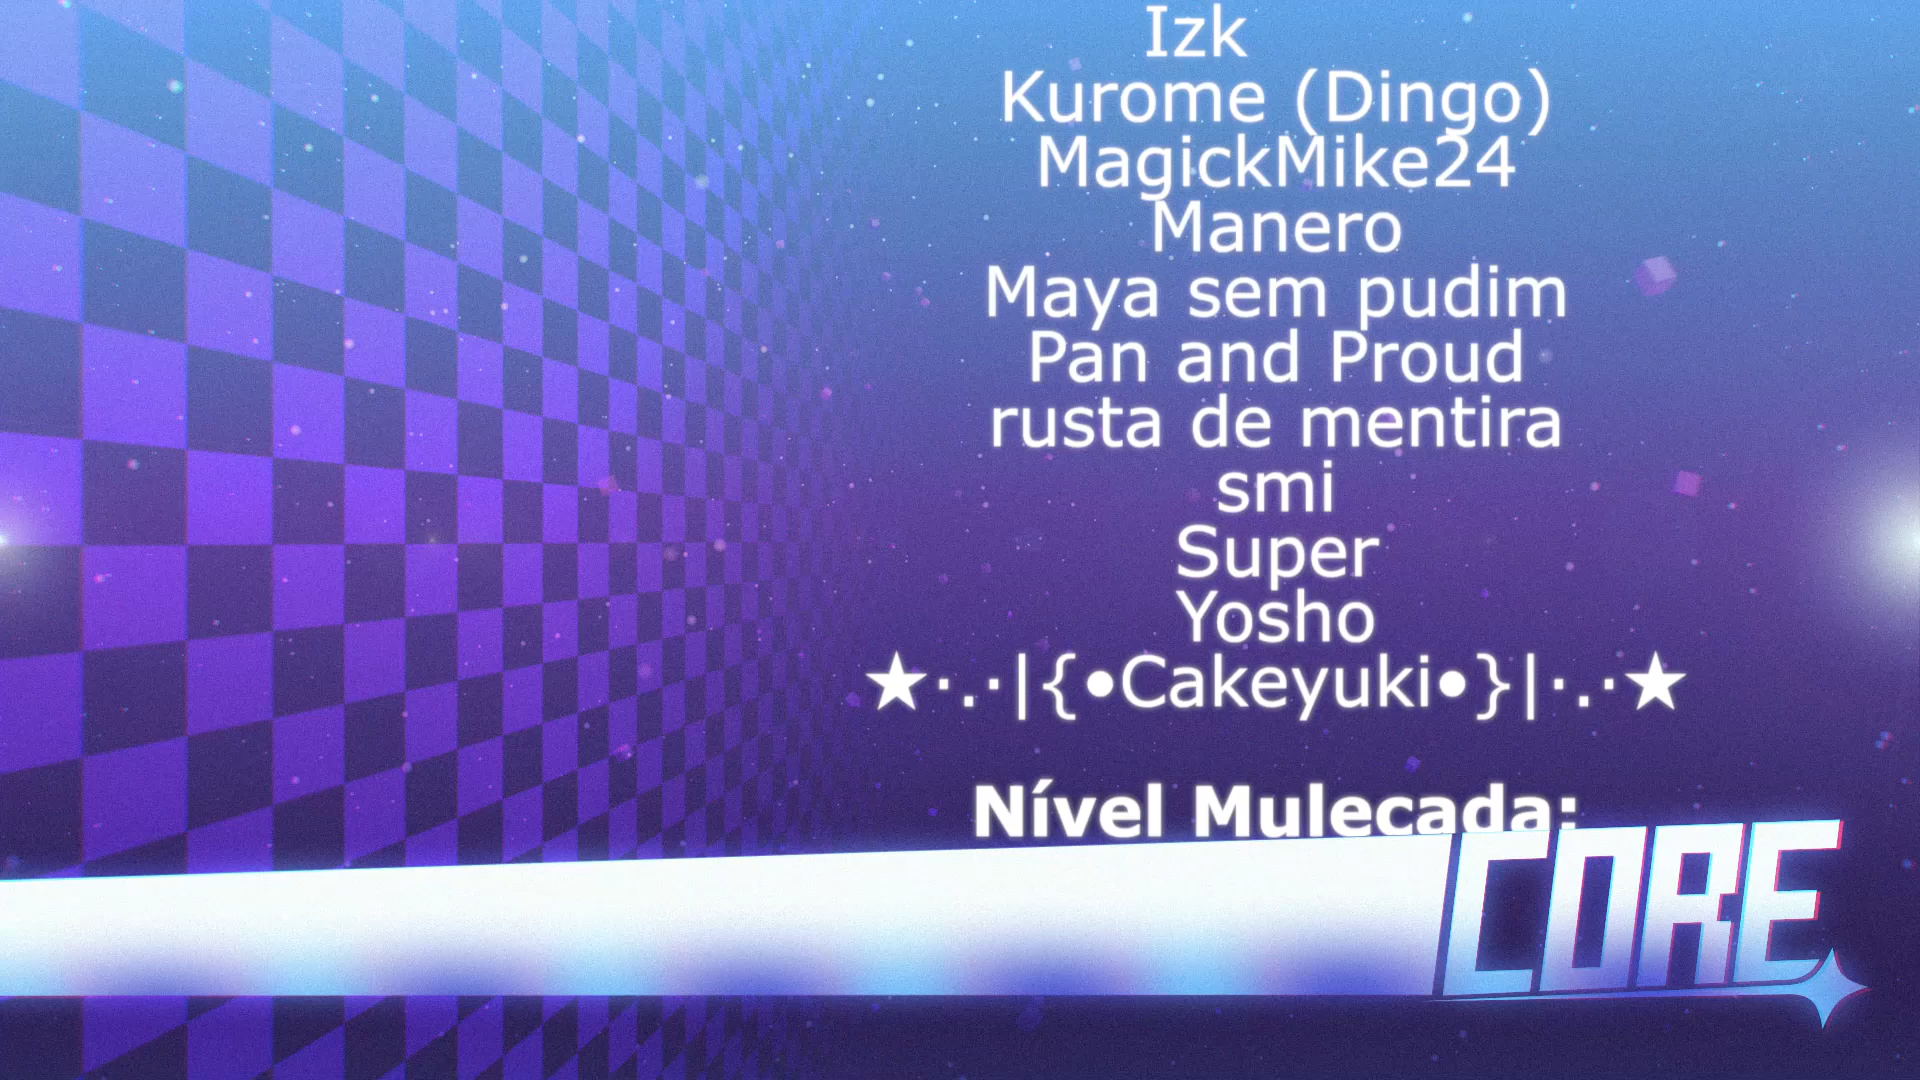 Izk
Kurome (Dingo)
MagickMike24
Manero
Maya sem pudim
Pan and Proud
rusta de mentira
smi
Super
Yosho
★·.·|{•Cakeyuki•}|·.·★
Nível Mulecada:
CORE